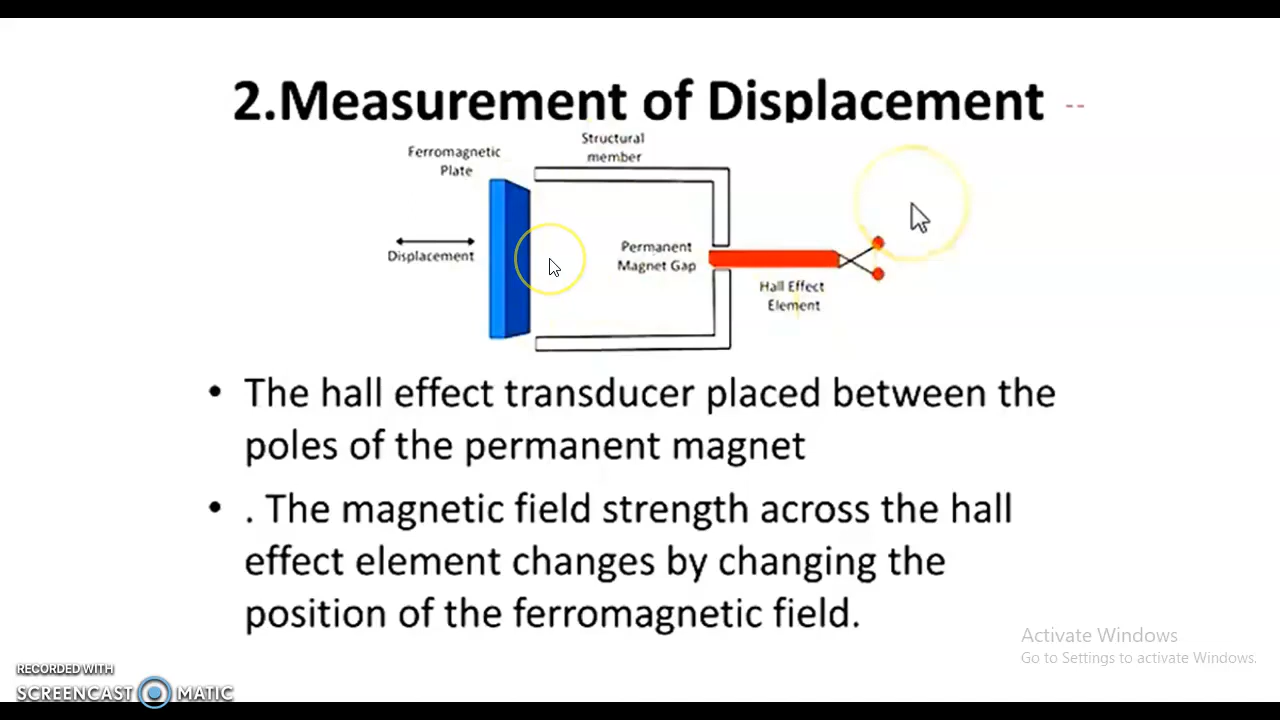 2.Measurement of Displacement --
Structural
member
Ferromagnetic
Plate
Displacement
Permanent
Magnet Gap
Hall Effect
Element
• The hall effect transducer placed between the
poles of the permanent magnet
• . The magnetic field strength across the hall
effect element changes by changing the
position of the ferromagnetic field.
Activate Windows
Go to Settings to activate Windows.
RECORDED WITH
SCREENCAST MATIC